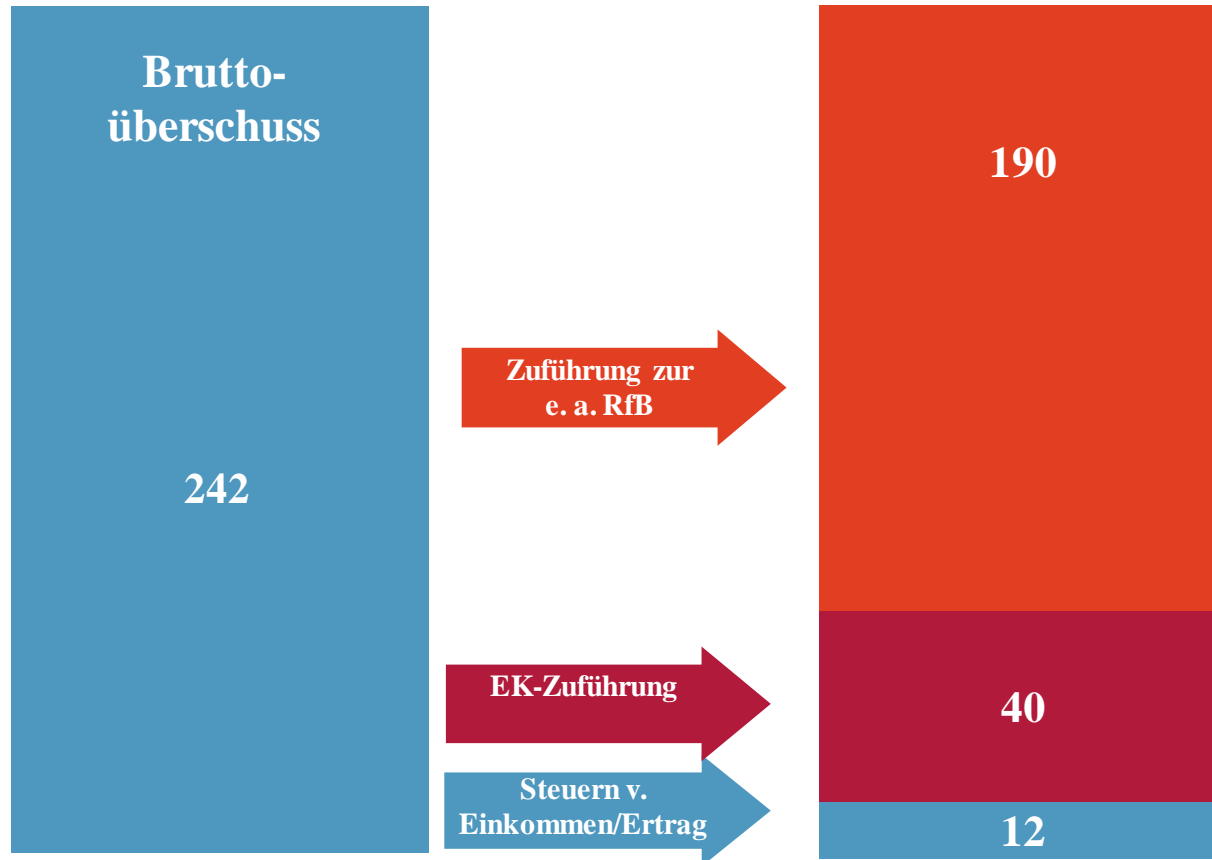 Brutto-
überschuss
242
Zuführung zur
e. a. RfB
EK-Zuführung
Steuern v.
Einkommen/Ertrag
190
40
12